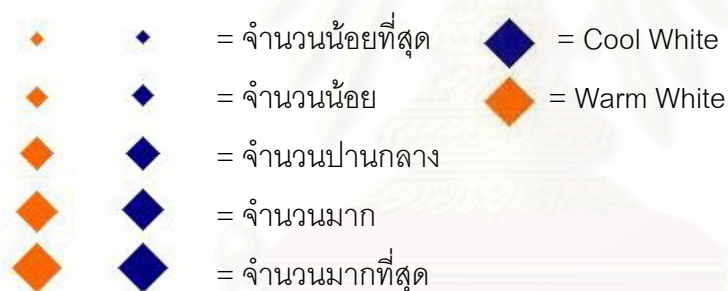 = จำนวนน้อยที่สุด = Cool White
= จำนวนน้อย = Warm White
= จำนวนปานกลาง
= จำนวนมาก
= จำนวนมากที่สุด